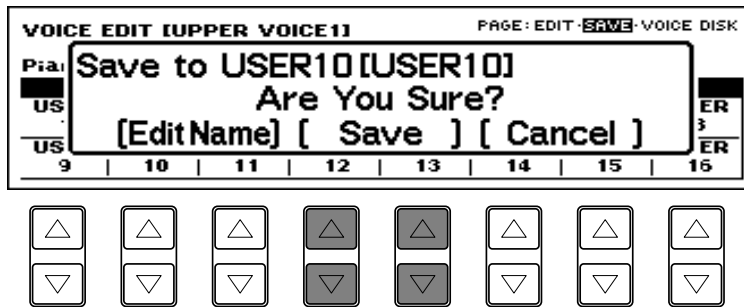 VOICE EDIT [UPPER VOICE1] PAGE: EDIT·SAVE·VOICE DISK
Pia
Save to USER10 [USER10]
Are You Sure?
US ER
[Edit Name] [ Save ] [ Cancel ]
US ER
9 | 10 | 11 | 12 | 13 | 14 | 15 | 16